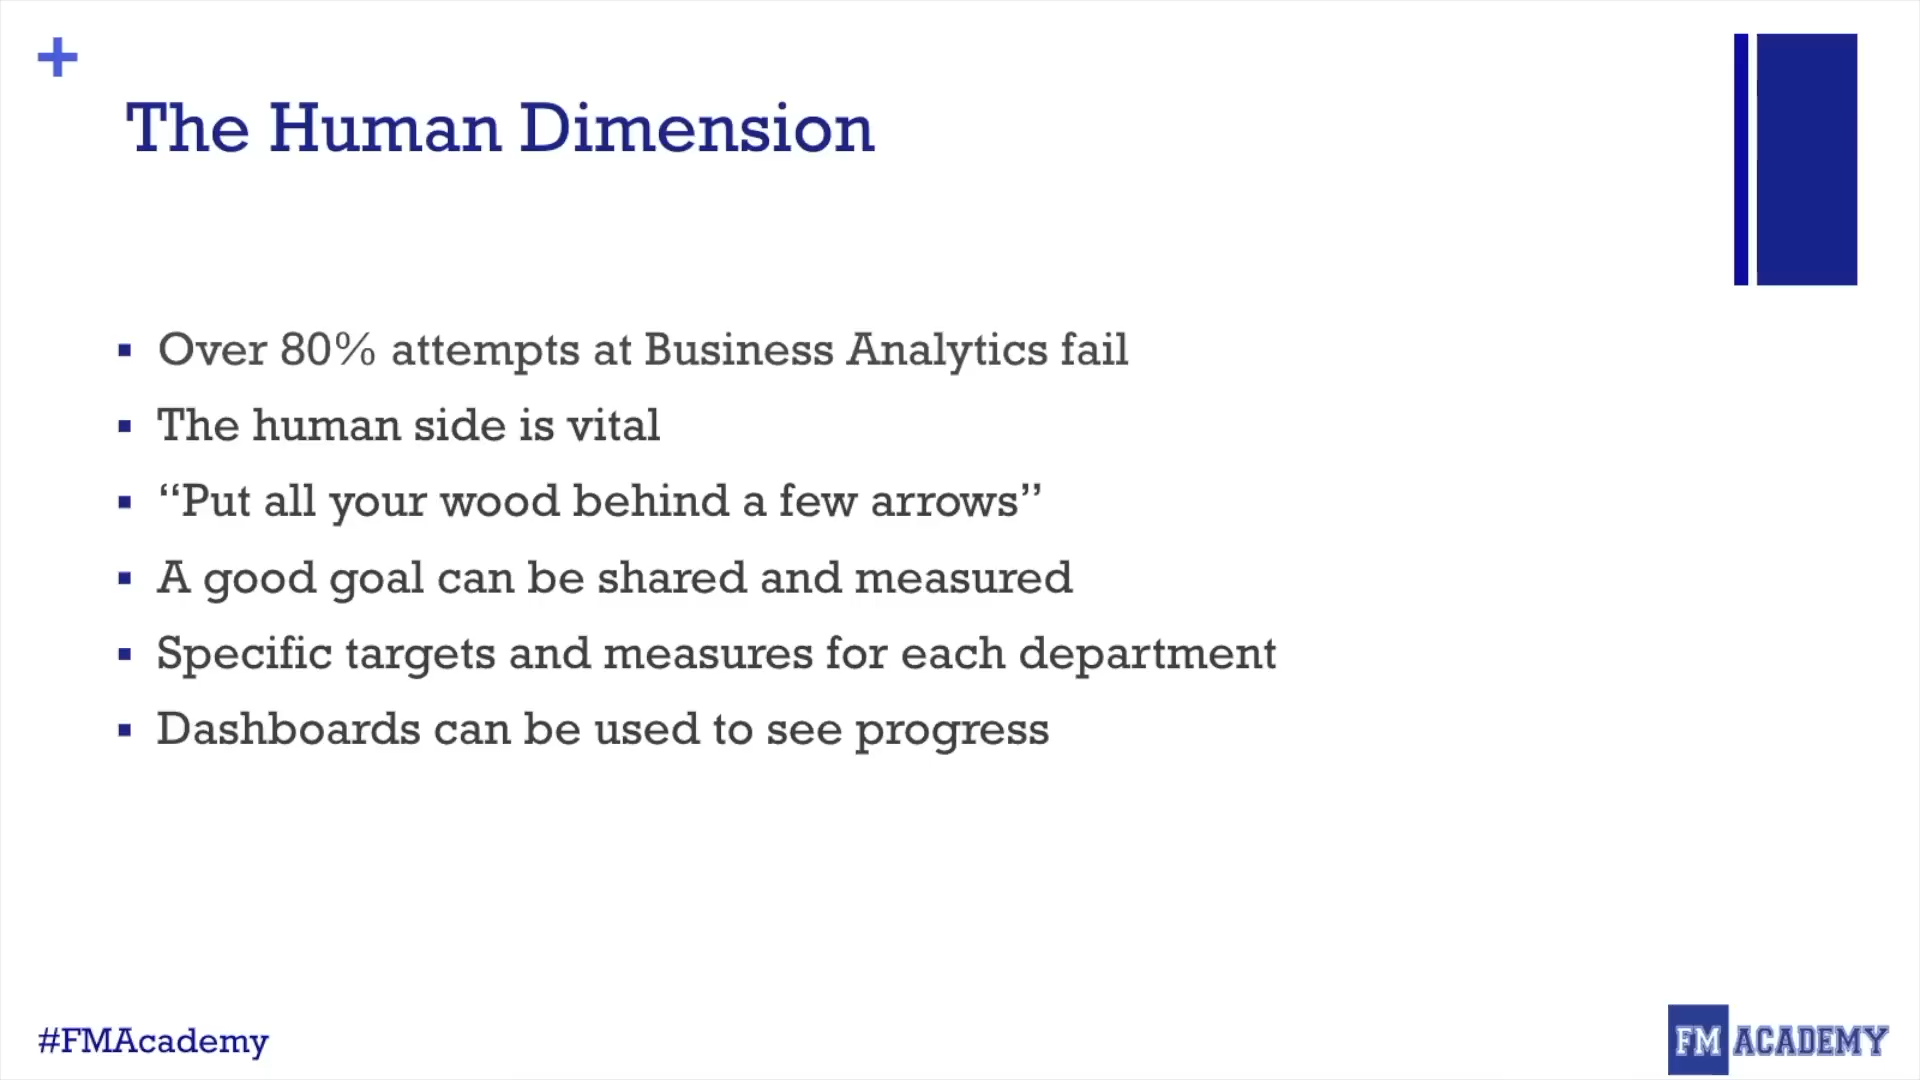 The Human Dimension
Over 80% attempts at Business Analytics fail
The human side is vital
“Put all your wood behind a few arrows”
A good goal can be shared and measured
Specific targets and measures for each department
Dashboards can be used to see progress
#FMAcademy
FM ACADEMY